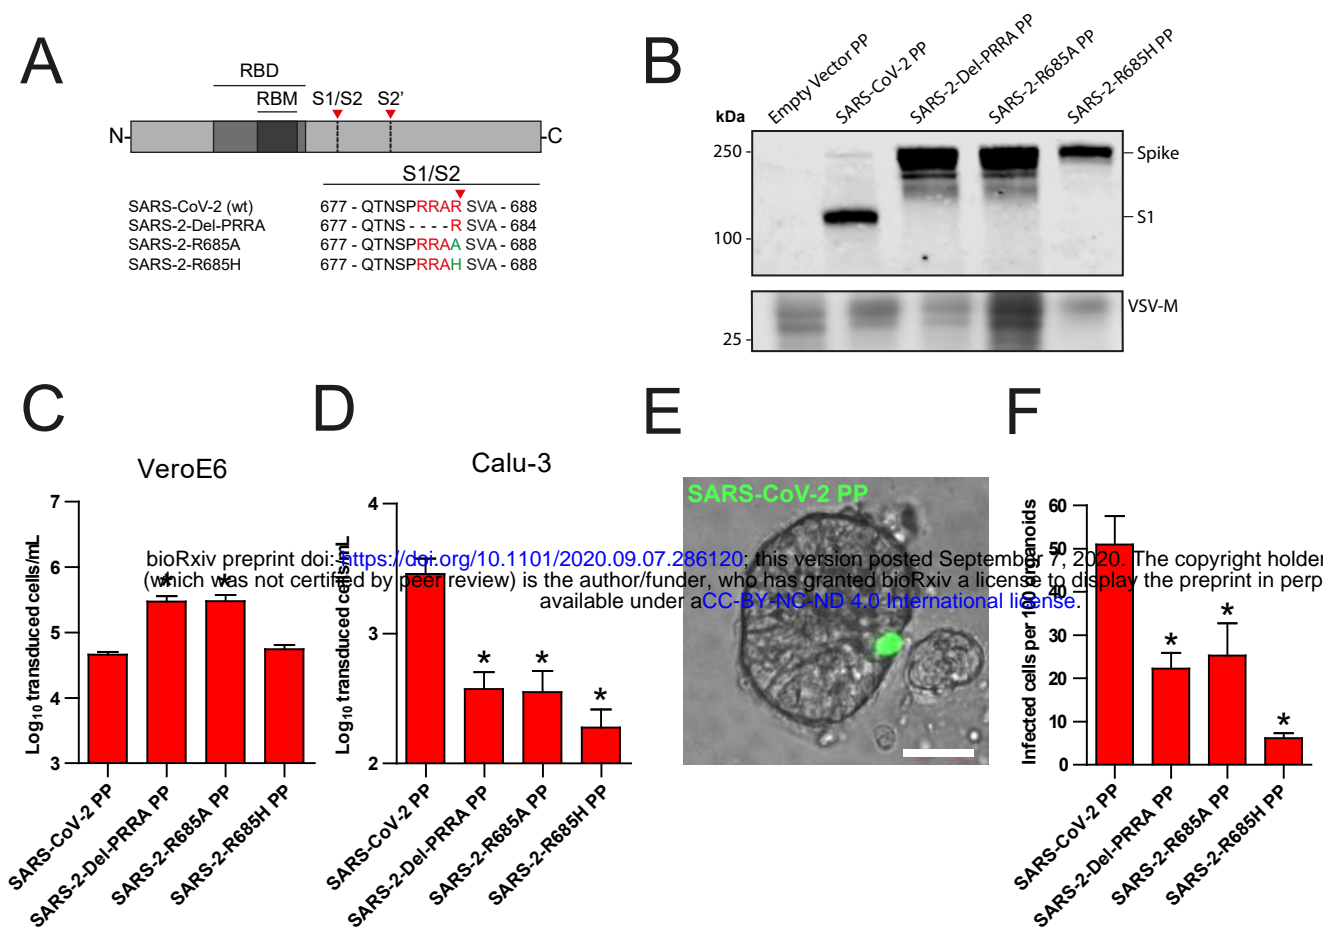 A
RBD
RBM
S1/S2
S2’
N-
-C
S1/S2
SARS-CoV-2 (wt) 677 - QTNSPRRAR SVA - 688
SARS-2-Del-PRRA 677 - QTNS - - - - R SVA - 684
SARS-2-R685A 677 - QTNSPRRAA SVA - 688
SARS-2-R685H 677 - QTNSPRRAH SVA - 688
B
Empty Vector PP
SARS-CoV-2 PP
SARS-2-Del-PRRA PP
SARS-2-R685A PP
SARS-2-R685H PP
kDa
250
100
25
Spike
S1
VSV-M
C
VeroE6
Log10 transduced cells/mL
7
6
5
4
3
*
*
SARS-CoV-2 PP
SARS-2-Del-PRRA PP
SARS-2-R685A PP
SARS-2-R685H PP
D
Calu-3
Log10 transduced cells/mL
4
3
2
*
*
*
SARS-CoV-2 PP
SARS-2-Del-PRRA PP
SARS-2-R685A PP
SARS-2-R685H PP
E
SARS-CoV-2 PP
F
Infected cells per 100 organoids
60
50
40
30
20
10
0
*
*
*
SARS-CoV-2 PP
SARS-2-Del-PRRA PP
SARS-2-R685A PP
SARS-2-R685H PP
bioRxiv preprint doi: https://doi.org/10.1101/2020.09.07.286120; this version posted September 7, 2020. The copyright holder
(which was not certified by peer review) is the author/funder, who has granted bioRxiv a license to display the preprint in perp
available under aCC-BY-NC-ND 4.0 International license.